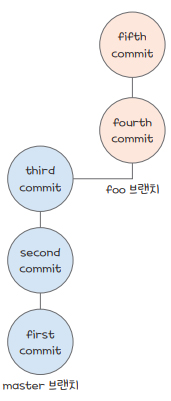 fifth
commit
fourth
commit
foo 브랜치
third
commit
second
commit
first
commit
master 브랜치